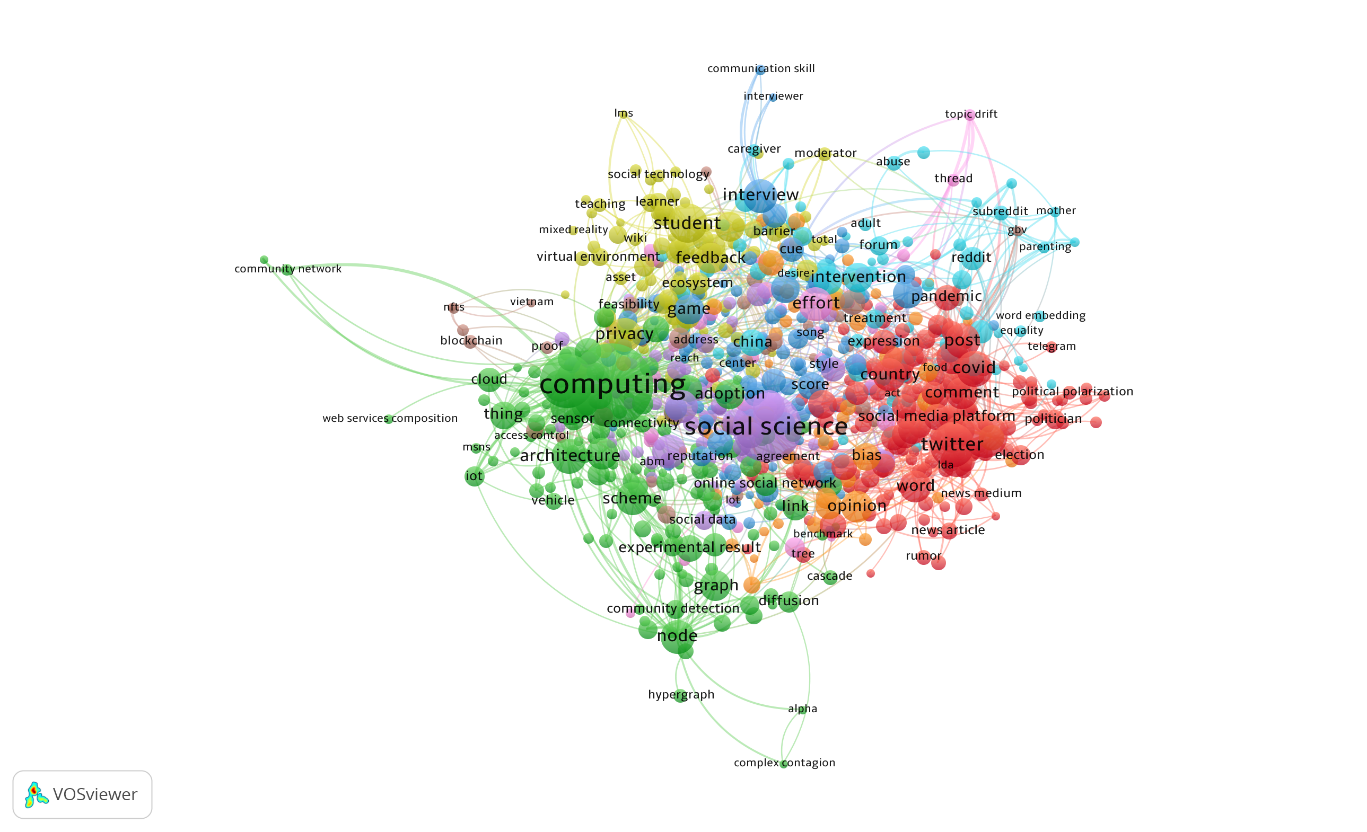 communication skill
interviewer
lms
topic drift
caregiver
moderator
abuse
social technology
thread
interview
teaching
learner
subreddit
mother
student
mixed reality
wiki
barrier
total
adult
gbv
cue
forum
parenting
virtual environment
feedback
reddit
community network
asset
ecosystem
desire
intervention
nfts
vietnam
feasibility
game
effort
pandemic
treatment
word embedding
privacy
address
china
song
equality
blockchain
proof
expression
post
telegram
reach
center
style
food
covid
cloud
computing
score
country
adoption
act
comment
political polarization
web services composition
thing
sensor
connectivity
social science
social media platform
politician
access control
msns
architecture
abm
reputation
agreement
bias
twitter
election
lda
iot
online social network
word
news medium
vehicle
scheme
lot
link
opinion
social data
benchmark
news article
experimental result
tree
rumor
graph
cascade
community detection
diffusion
node
hypergraph
alpha
complex contagion
VOSviewer